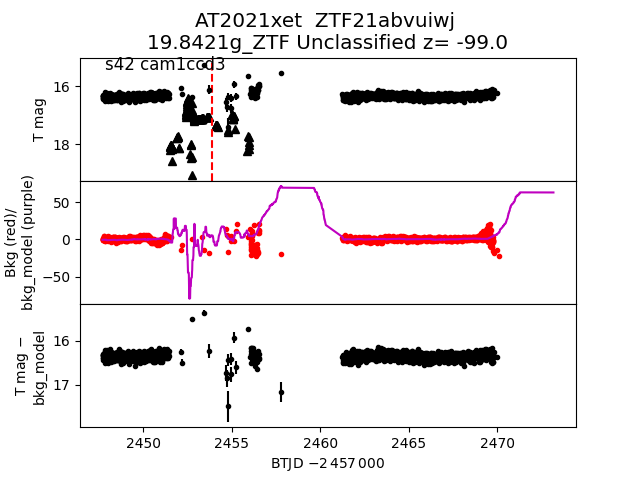 AT2021xet  ZTF21abvuiwj
19.8421g_ZTF Unclassified z= -99.0
s42 cam1ccd3
T mag
16
18
Bkg (red)/
bkg_model (purple)
50
0
−50
T mag −
bkg_model
16
17
2450 2455 2460 2465 2470
BTJD −2 457 000